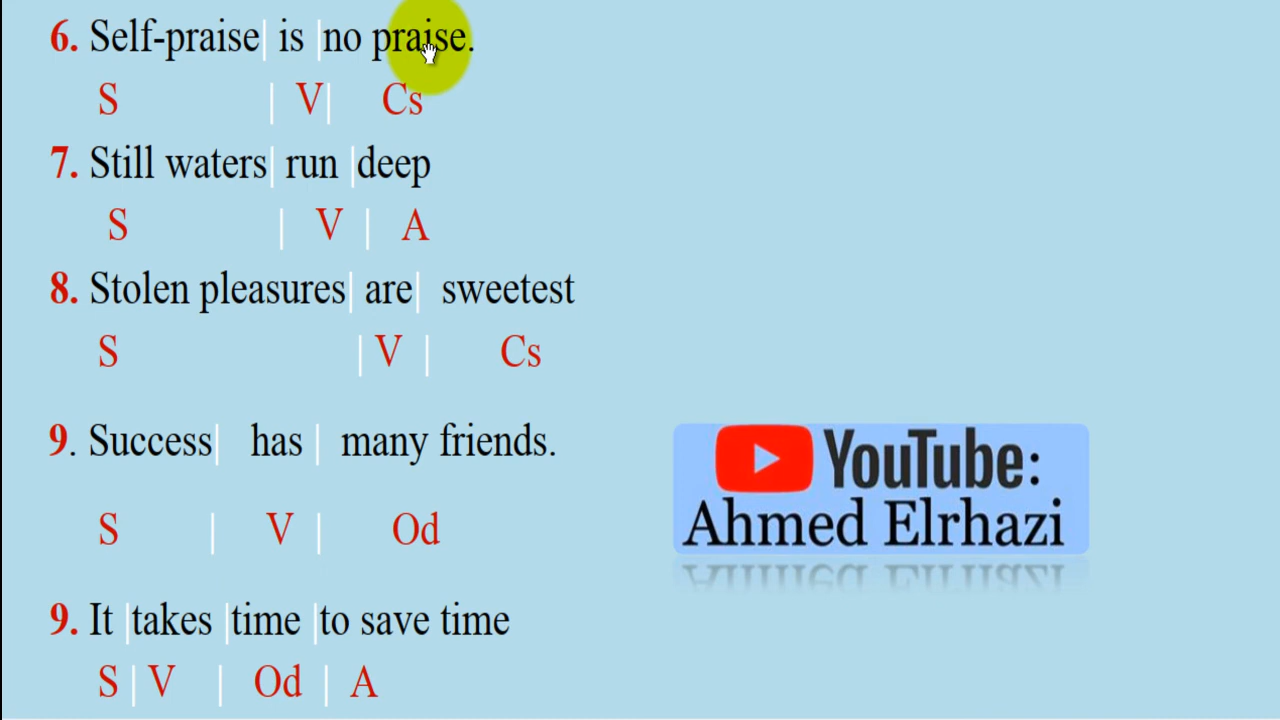 6. Self-praise| is |no praise.
S | V| Cs
7. Still waters| run |deep
S | V | A
8. Stolen pleasures| are| sweetest
S | V | Cs
9. Success| has | many friends.
S | V | Od
9. It |takes |time |to save time
S | V | Od | A
YouTube:
Ahmed Elrhazi